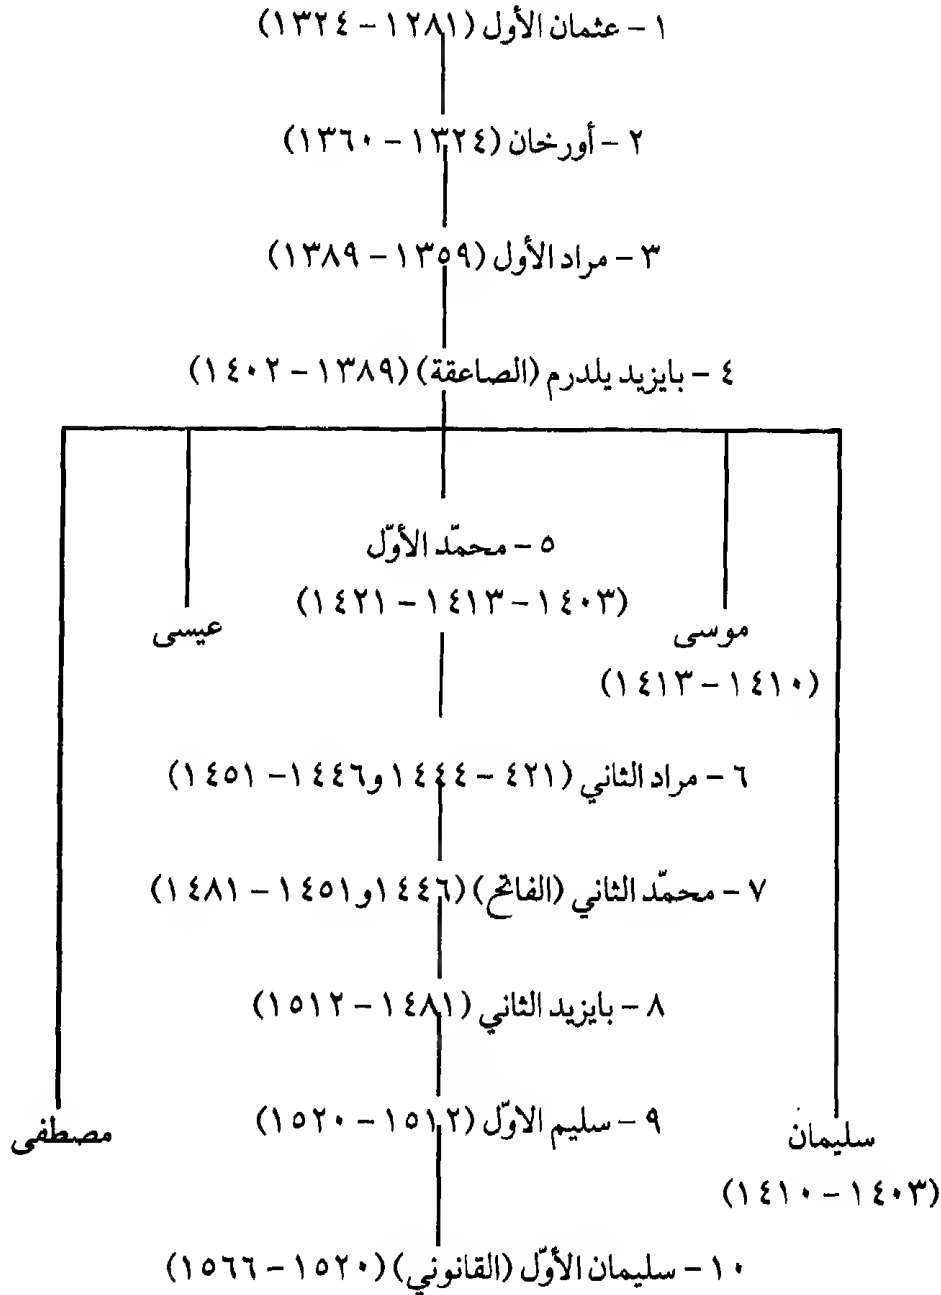 ١ - عثمان الأول (١٢٨١ - ١٣٢٤)
٢ - أورخان (١٣٢٤ - ١٣٦٠)
٣ - مراد الأول (١٣٥٩ - ١٣٨٩)
٤ - بايزيد يلدرم (الصاعقة) (١٣٨٩ - ١٤٠٢)
٥ - محمّد الأوّل
(١٤٠٣ - ١٤١٣ - ١٤٢١)
موسى
عيسى
(١٤١٠ - ١٤١٣)
٦ - مراد الثاني (٤٢١ - ١٤٤٤ و١٤٤٦ - ١٤٥١)
٧ - محمّد الثاني (الفاتح) (١٤٤٦ و١٤٥١ - ١٤٨١)
٨ - بايزيد الثاني (١٤٨١ - ١٥١٢)
٩ - سليم الاوّل (١٥١٢ - ١٥٢٠)
سليمان
مصطفى
(١٤٠٣ - ١٤١٠)
١٠ - سليمان الأوّل (القانوني) (١٥٢٠ - ١٥٦٦)